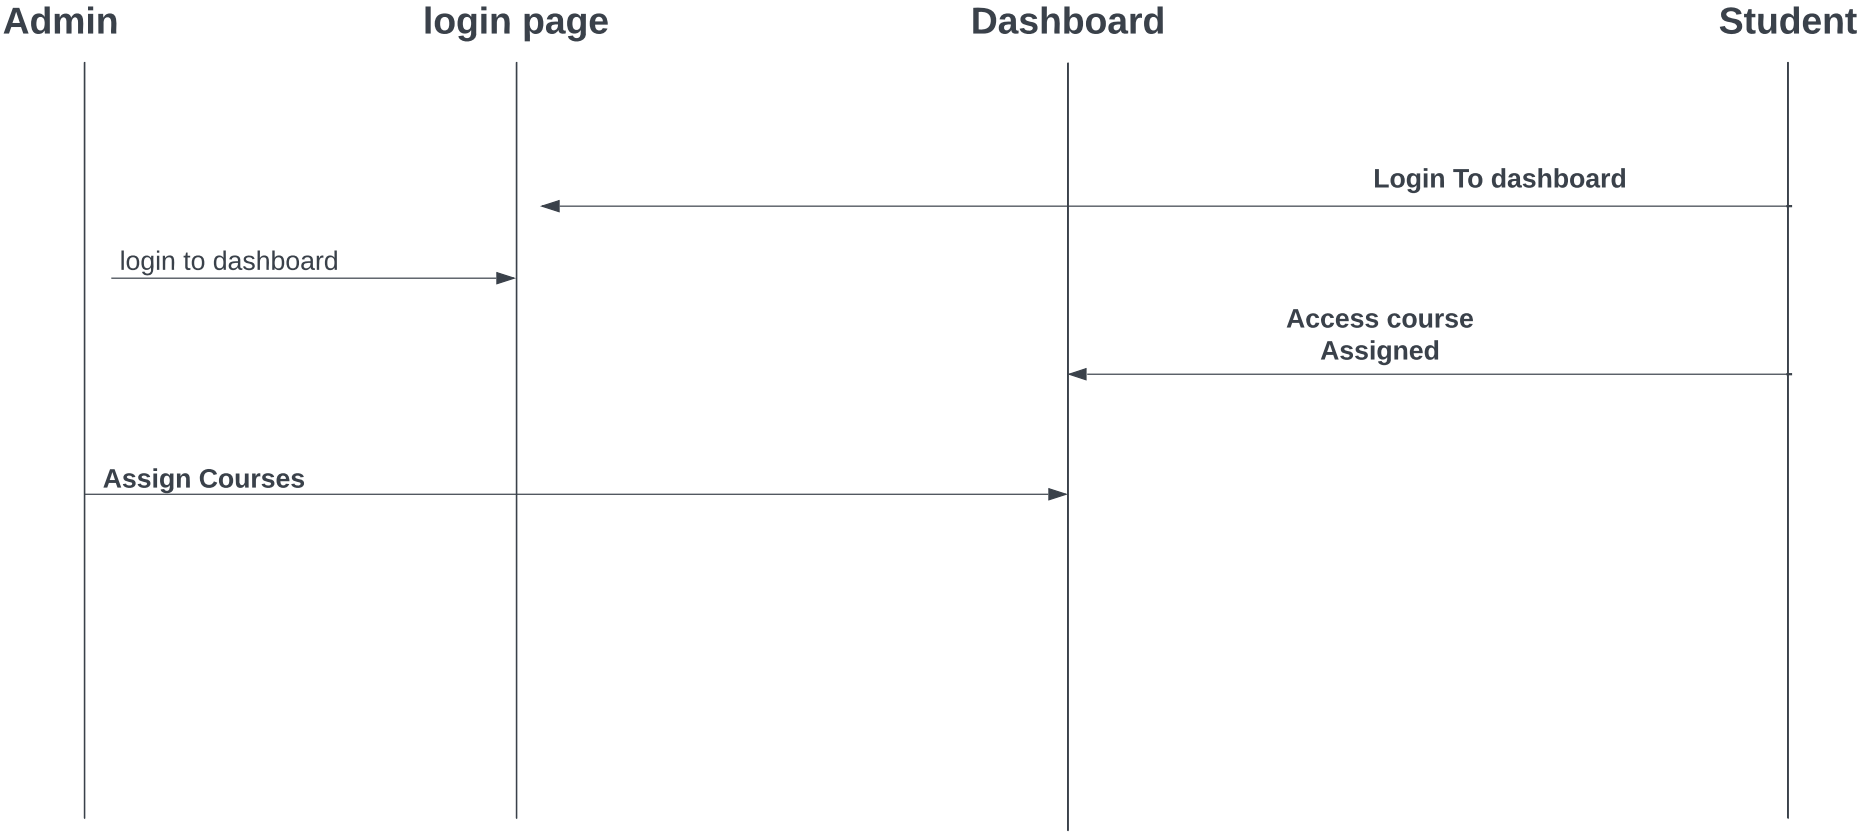 Admin
login page
Dashboard
Student
Login To dashboard
login to dashboard
Access course
Assigned
Assign Courses